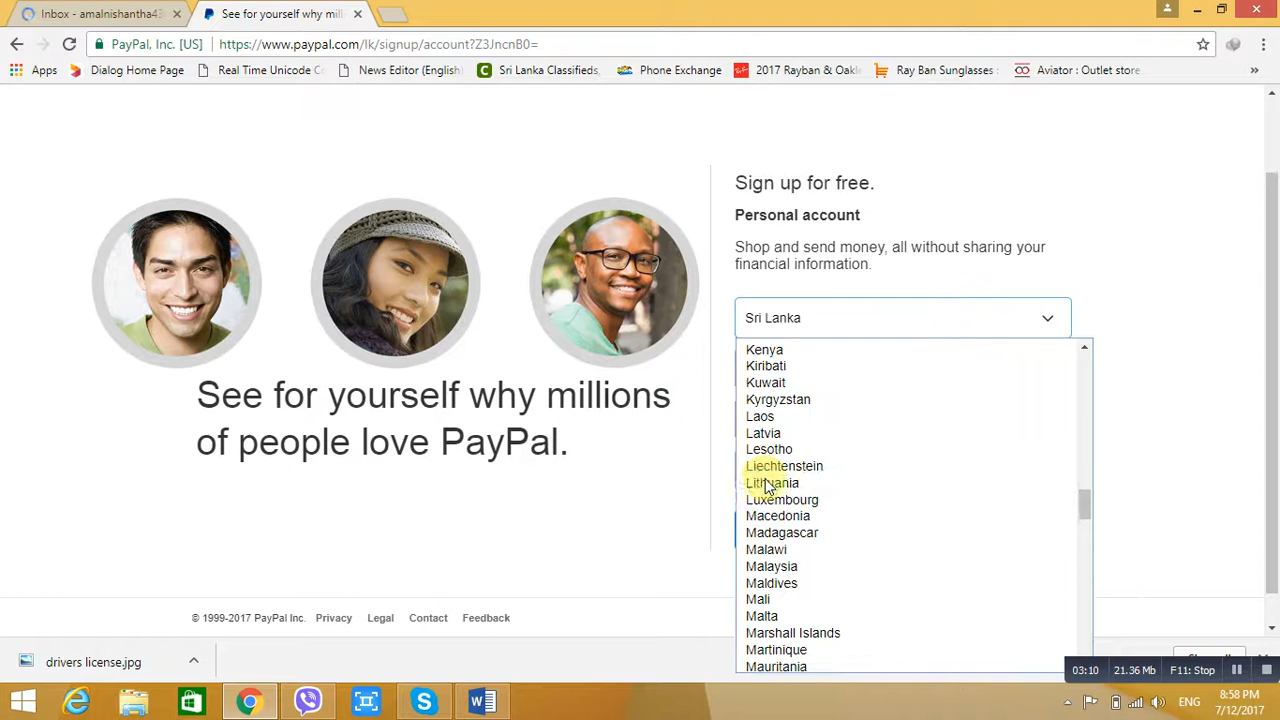 Inbox - amalnishantha43
See for yourself why milli
PayPal, Inc. [US]
https://www.paypal.com/lk/signup/account?Z3JncnB0=
Apps
Dialog Home Page
Real Time Unicode C
News Editor (English)
Sri Lanka Classifieds,
Phone Exchange
2017 Rayban & Oakle
Ray Ban Sunglasses :
Aviator : Outlet store
»
Sign up for free.
Personal account
Shop and send money, all without sharing your
financial information.
Sri Lanka
Kenya
Kiribati
Kuwait
Kyrgyzstan
Laos
Latvia
Lesotho
Liechtenstein
Lithuania
Luxembourg
Macedonia
Madagascar
Malawi
Malaysia
Maldives
Mali
Malta
Marshall Islands
Martinique
Mauritania
See for yourself why millions
of people love PayPal.
© 1999-2017 PayPal Inc.
Privacy
Legal
Contact
Feedback
drivers license.jpg
03:10
21.36 Mb
F11: Stop
ENG
8:58 PM
7/12/2017